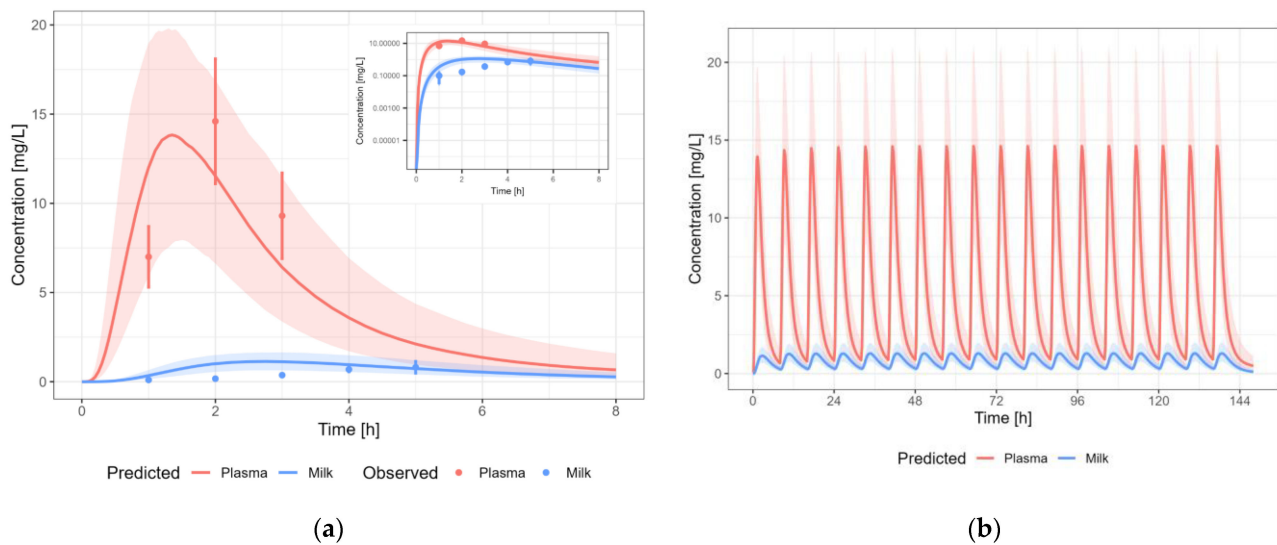 20
15
10
5
0
Concentration [mg/L]
0 2 4 6 8
Time [h]
10.00000
0.10000
0.00100
0.00001
Concentration [mg/L]
0 2 4 6 8
Time [h]
Predicted Plasma Milk Observed Plasma Milk
(a)
20
15
10
5
0
Concentration [mg/L]
0 24 48 72 96 120 144
Time [h]
Predicted Plasma Milk
(b)